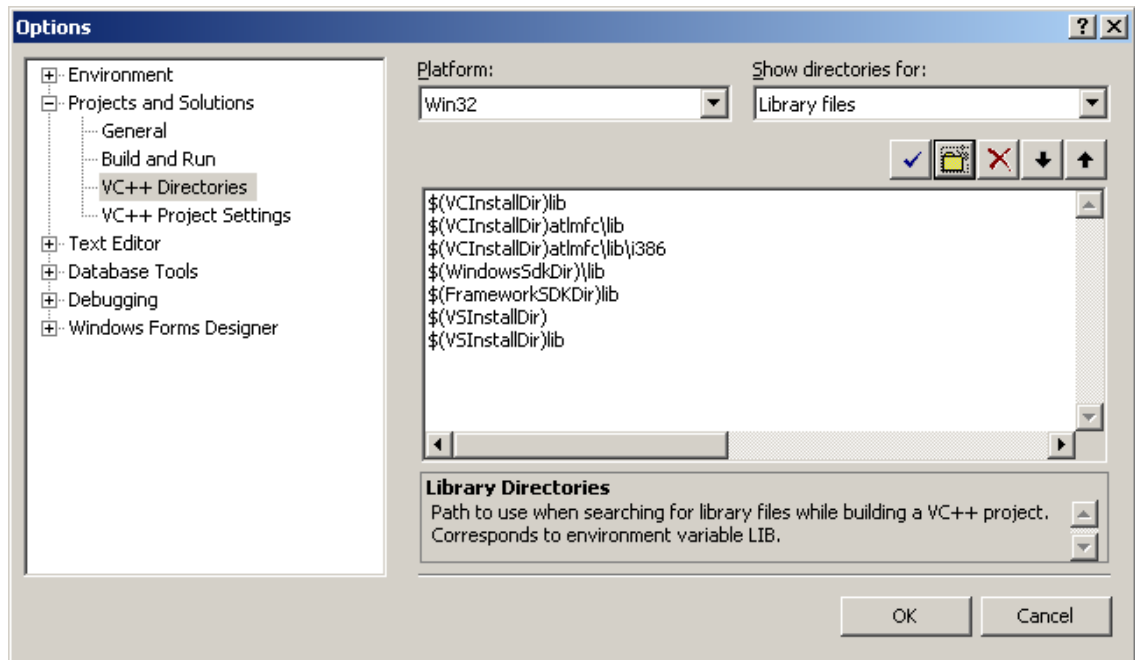 Options
Environment
Projects and Solutions
General
Build and Run
VC++ Directories
VC++ Project Settings
Text Editor
Database Tools
Debugging
Windows Forms Designer
Platform:
Show directories for:
Win32
Library files
$(VCInstallDir)lib
$(VCInstallDir)atlmfc\lib
$(VCInstallDir)atlmfc\lib\i386
$(WindowsSdkDir)\lib
$(FrameworkSDKDir)lib
$(VSInstallDir)
$(VSInstallDir)lib
Library Directories
Path to use when searching for library files while building a VC++ project.
Corresponds to environment variable LIB.
OK
Cancel